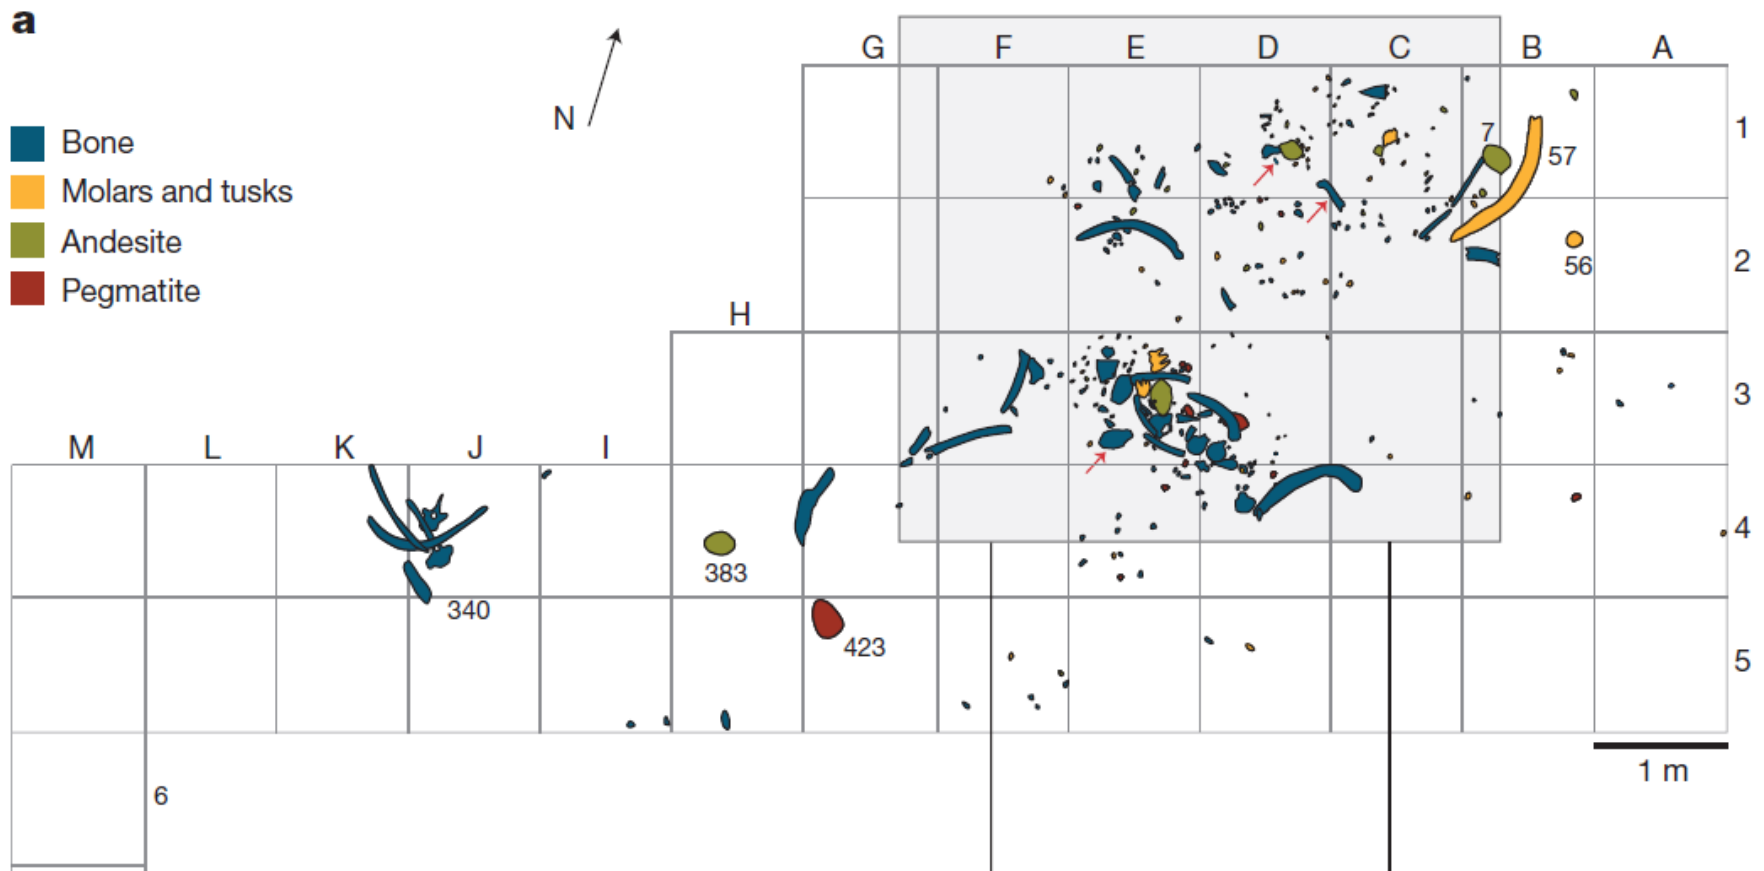 a
N
Bone
Molars and tusks
Andesite
Pegmatite
G F E D C B A
1
7
57
2
56
H
3
M L K J I
4
383
340
423
5
1 m
6